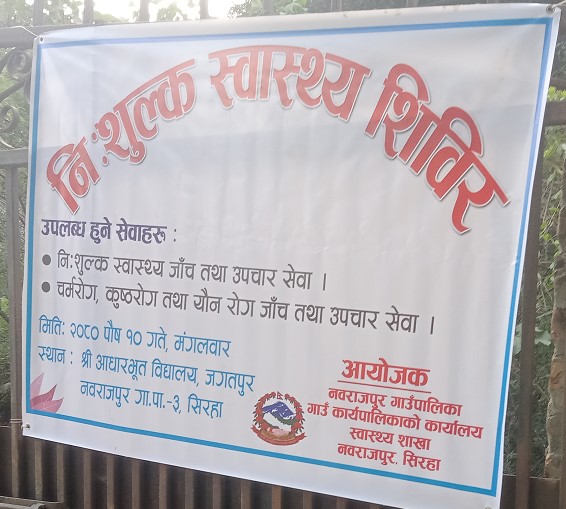 नि:शुल्क स्वास्थ्य शिविर
उपलब्ध हुने सेवाहरु :
● नि:शुल्क स्वास्थ्य जाँच तथा उपचार सेवा ।
● चर्मरोग, कुष्ठरोग तथा यौन रोग जाँच तथा उपचार सेवा ।
मिति: २०८० पौष १० गते, मंगलवार
स्थान : श्री आधारभूत विद्यालय, जगतपुर
नवराजपुर गा.पा.-३, सिरहा
आयोजक
नवराजपुर गाउँपालिका
गाउँ कार्यपालिकाको कार्यालय
स्वास्थ्य शाखा
नवराजपुर, सिरहा